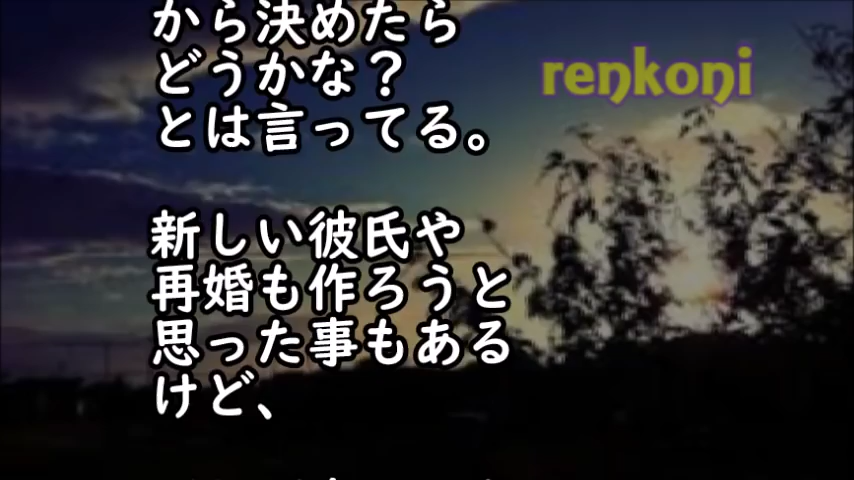 から決めたら
どうかな？
とは言ってる。
renkoni
新しい彼氏や
再婚も作ろうと
思った事もある
けど、